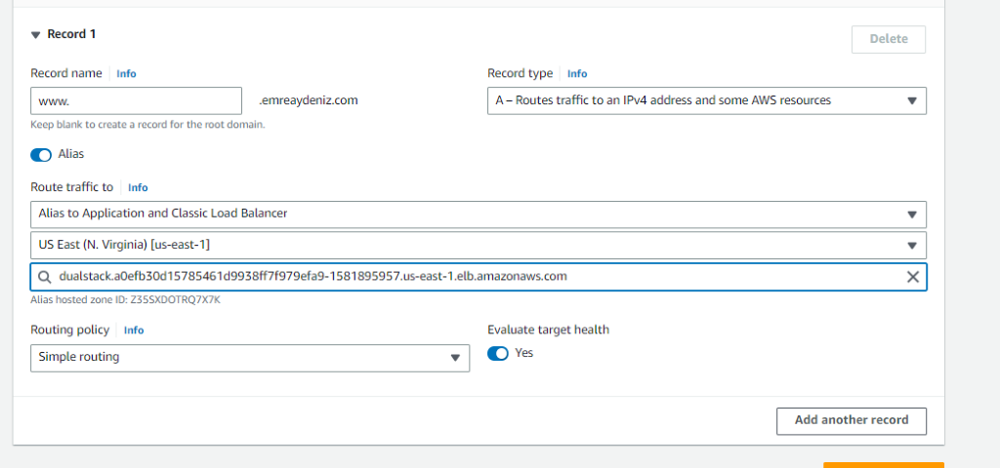 Record 1
Delete
Record name Info
Record type Info
www. .emreaydeniz.com
A – Routes traffic to an IPv4 address and some AWS resources
Keep blank to create a record for the root domain.
Alias
Route traffic to Info
Alias to Application and Classic Load Balancer
US East (N. Virginia) [us-east-1]
dualstack.a0efb30d15785461d9938ff7f979efa9-1581895957.us-east-1.elb.amazonaws.com
Alias hosted zone ID: Z35SXDOTRQ7X7K
Routing policy Info
Evaluate target health
Simple routing
Yes
Add another record